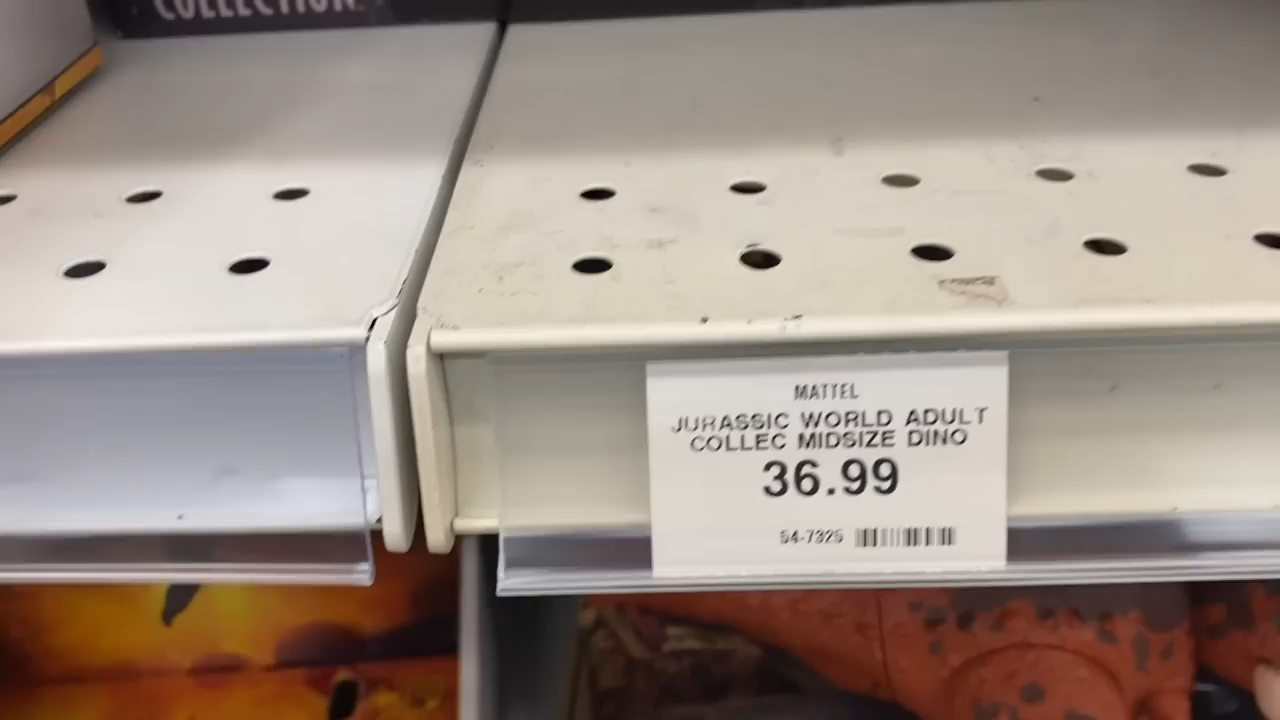 COLLECTION
MATTEL
JURASSIC WORLD ADULT
COLLEC MIDSIZE DINO
36.99
54-7325